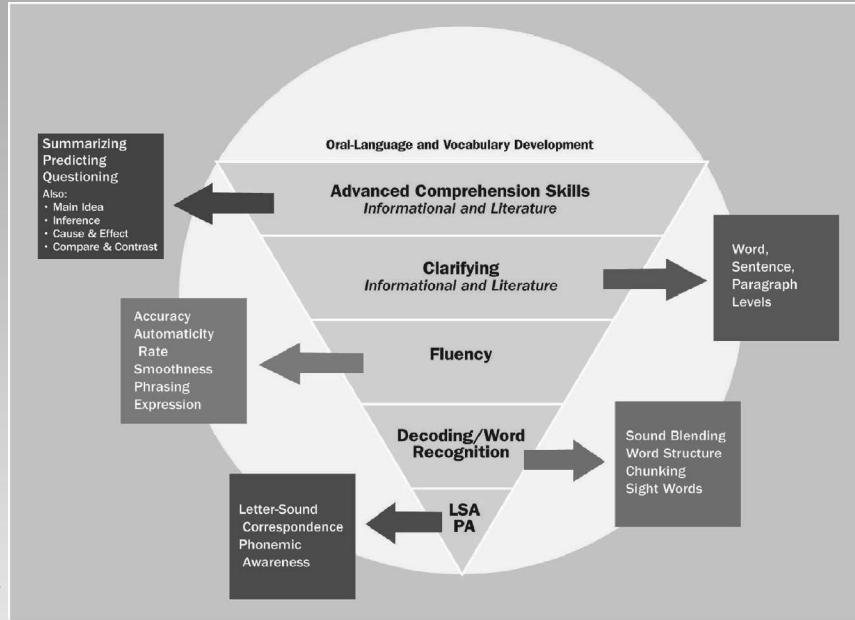 Oral-Language and Vocabulary Development
Summarizing
Predicting
Questioning
Also:
• Main Idea
• Inference
• Cause & Effect
• Compare & Contrast
Advanced Comprehension Skills
Informational and Literature
Clarifying
Informational and Literature
Word,
Sentence,
Paragraph
Levels
Accuracy
Automaticity
Rate
Smoothness
Phrasing
Expression
Fluency
Decoding/Word
Recognition
Sound Blending
Word Structure
Chunking
Sight Words
Letter-Sound
Correspondence
Phonemic
Awareness
LSA
PA